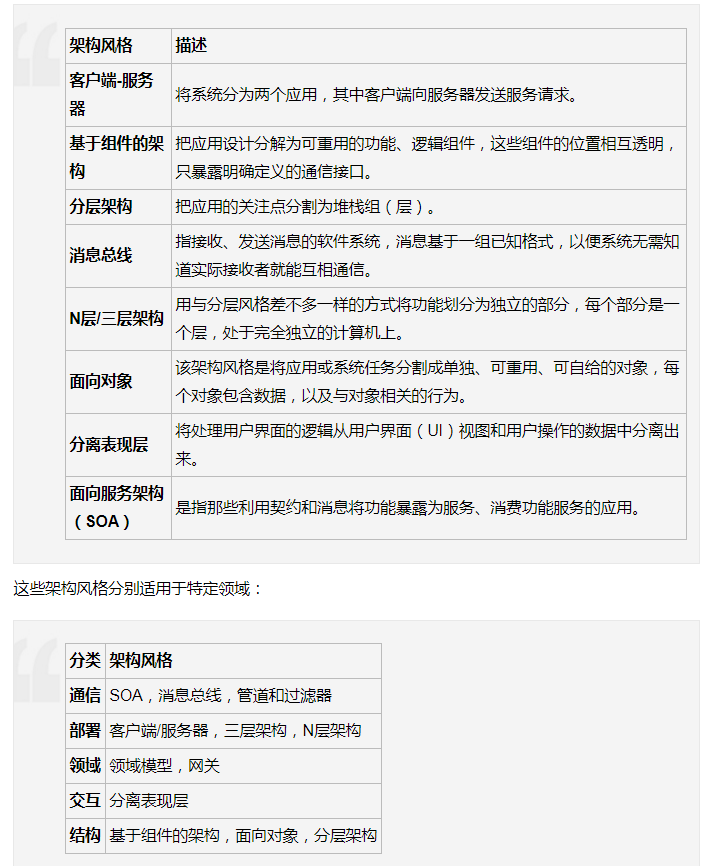 架构风格 描述
客户端-服务
器
将系统分为两个应用，其中客户端向服务器发送服务请求。
基于组件的架
构
把应用设计分解为可重用的功能、逻辑组件，这些组件的位置相互透明，
只暴露明确定义的通信接口。
分层架构 把应用的关注点分割为堆栈组（层）。
消息总线
指接收、发送消息的软件系统，消息基于一组已知格式，以便系统无需知
道实际接收者就能互相通信。
N层/三层架构
用与分层风格差不多一样的方式将功能划分为独立的部分，每个部分是一
个层，处于完全独立的计算机上。
面向对象
该架构风格是将应用或系统任务分割成单独、可重用、可自给的对象，每
个对象包含数据，以及与对象相关的行为。
分离表现层
将处理用户界面的逻辑从用户界面（UI）视图和用户操作的数据中分离出
来。
面向服务架构
（SOA）
是指那些利用契约和消息将功能暴露为服务、消费功能服务的应用。
这些架构风格分别适用于特定领域：
分类 架构风格
通信 SOA，消息总线，管道和过滤器
部署 客户端/服务器，三层架构，N层架构
领域 领域模型，网关
交互 分离表现层
结构 基于组件的架构，面向对象，分层架构